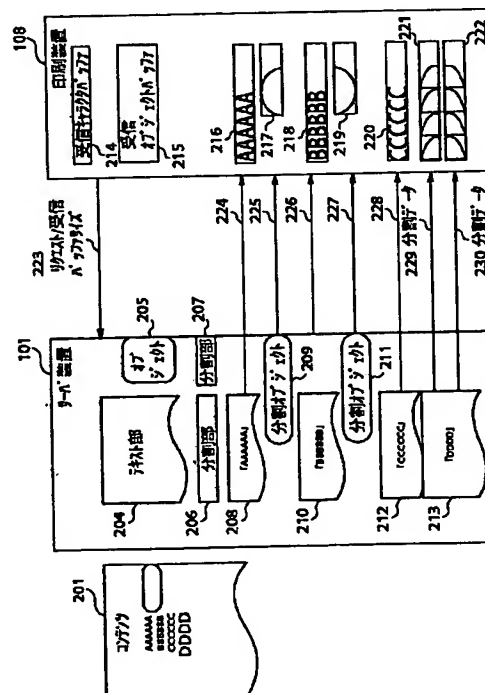 201
コンテンツ
AAAAAA
BBBBBB
CCCCCC
DDDD
101
サーバ装置
204
テキスト部
205
オブ
ジェクト
206
分割部
207
分割部
208
「AAAAAA」
分割オブジェクト
209
210
「BBBBBB」
分割オブジェクト
211
212
「CCCCCC」
213
「DDDD」
223
リクエスト/受信
バッファサイズ
224
225
226
227
228
229 分割データ
230 分割データ
108
印刷装置
受信キャラクタバッファ
214
受信
オブジェクトバッファ
215
216
AAAAAA
217
218
BBBBBB
219
220
CCCCCC
221
222